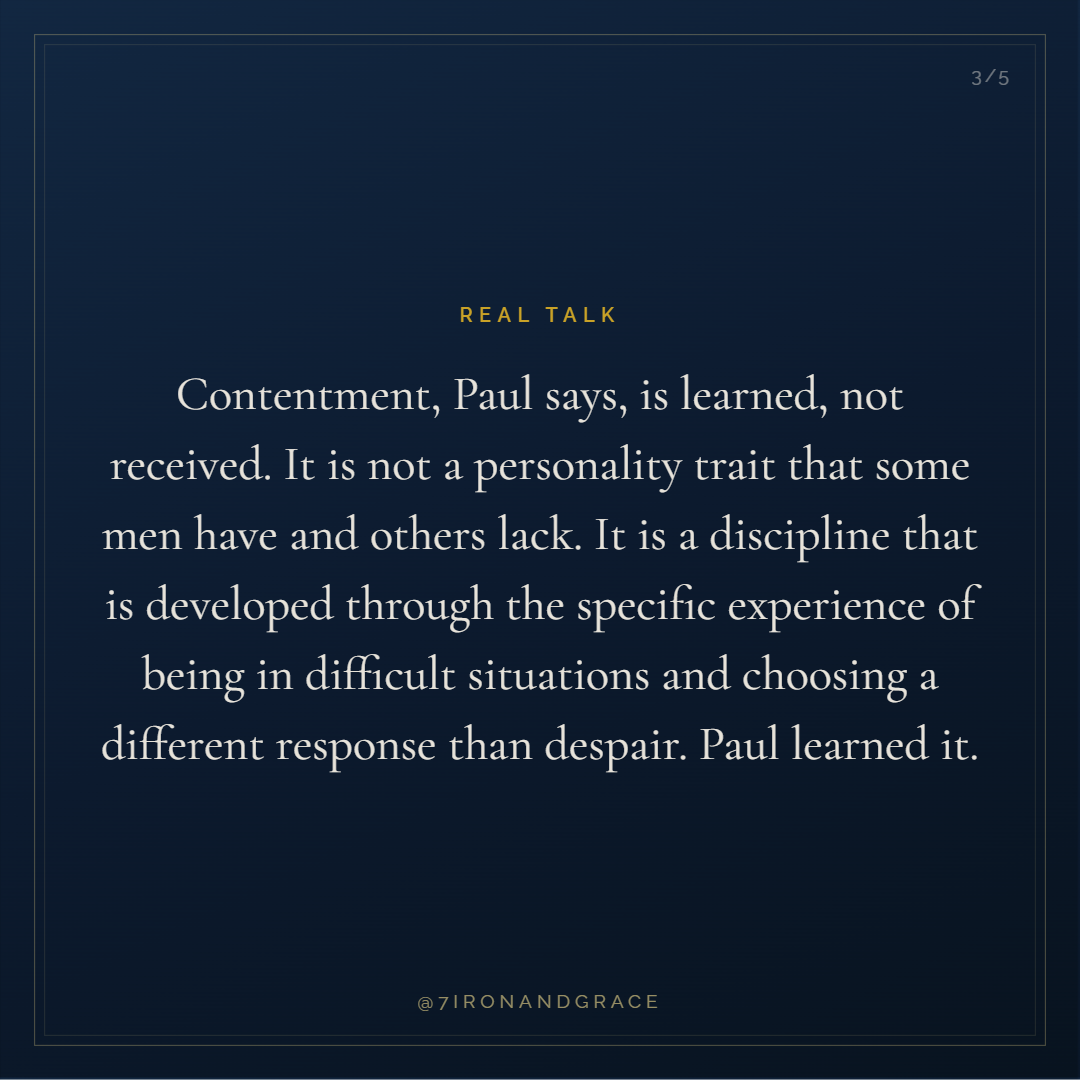 3/5
REAL TALK
Contentment, Paul says, is learned, not
received. It is not a personality trait that some
men have and others lack. It is a discipline that
is developed through the specific experience of
being in difficult situations and choosing a
different response than despair. Paul learned it.
@7IRONANDGRACE